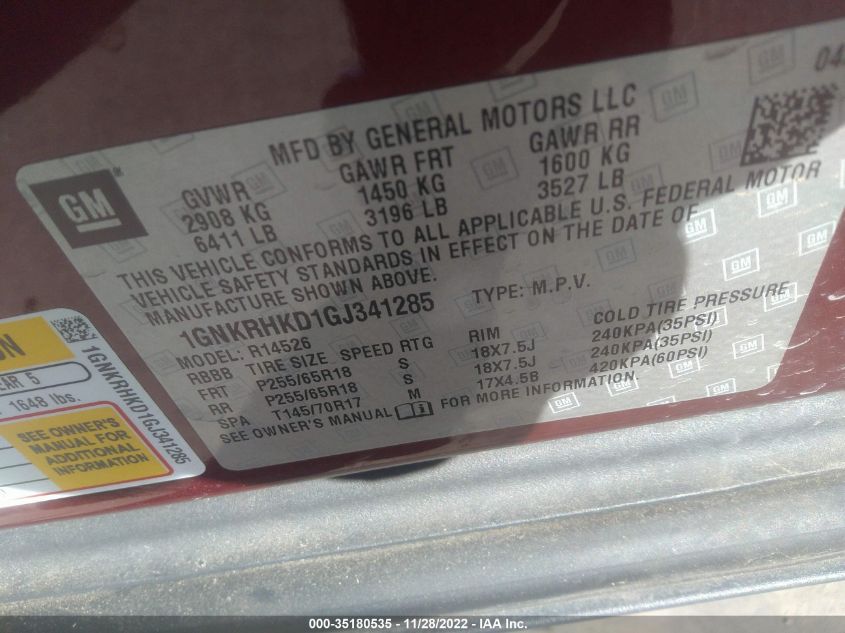 04
MFD BY GENERAL MOTORS LLC
GM
GVWR GAWR FRT GAWR RR
2908 KG 1450 KG 1600 KG
6411 LB 3196 LB 3527 LB
THIS VEHICLE CONFORMS TO ALL APPLICABLE U.S. FEDERAL MOTOR
VEHICLE SAFETY STANDARDS IN EFFECT ON THE DATE OF
MANUFACTURE SHOWN ABOVE.
1GNKRHKD1GJ341285 TYPE: M.P.V.
MODEL: R14526
RBBB TIRE SIZE SPEED RTG RIM COLD TIRE PRESSURE
FRT P255/65R18 S 18X7.5J 240KPA(35PSI)
RR P255/65R18 S 18X7.5J 240KPA(35PSI)
SPA T145/70R17 M 17X4.5B 420KPA(60PSI)
SEE OWNER'S MANUAL FOR MORE INFORMATION.
ON
1GNKRHKD1GJ341285
EAR 5
1648 lbs.
SEE OWNER'S
MANUAL FOR
ADDITIONAL
INFORMATION
000-35180535 - 11/28/2022 - IAA Inc.